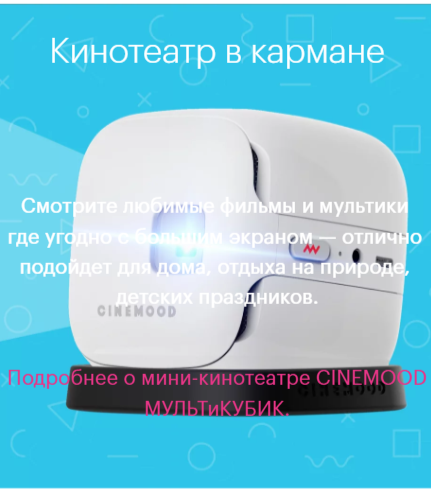 Кинотеатр в кармане
Смотрите любимые фильмы и мультики
где угодно с большим экраном — отлично
подойдет для дома, отдыха на природе,
детских праздников.
CINEMOOD
Подробнее о мини-кинотеатре CINEMOOD
МУЛЬТиКУБИК.
CINEMOOD